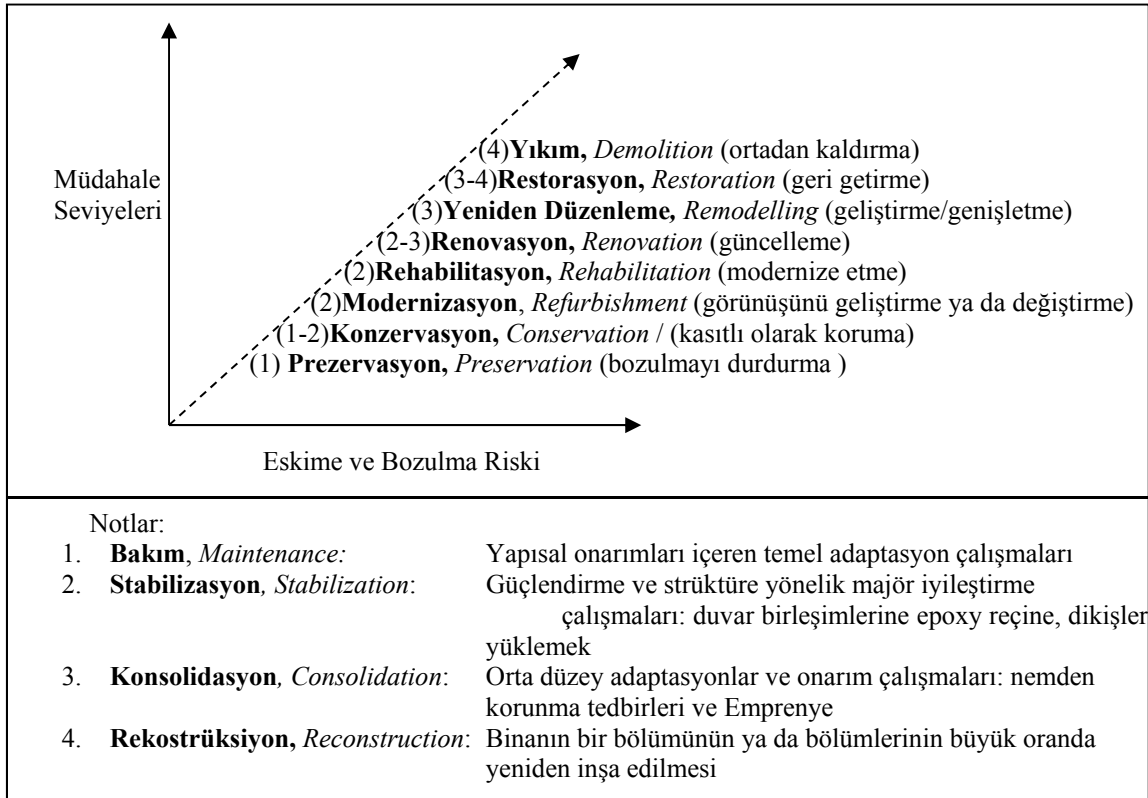 (4)Yıkım, Demolition (ortadan kaldırma)
Müdahale
Seviyeleri
(3-4)Restorasyon, Restoration (geri getirme)
(3)Yeniden Düzenleme, Remodelling (geliştirme/genişletme)
(2-3)Renovasyon, Renovation (güncelleme)
(2)Rehabilitasyon, Rehabilitation (modernize etme)
(2)Modernizasyon, Refurbishment (görünüşünü geliştirme ya da değiştirme)
(1-2)Konzervasyon, Conservation / (kasıtlı olarak koruma)
(1) Prezervasyon, Preservation (bozulmayı durdurma )
Eskime ve Bozulma Riski
Notlar:
1. Bakım, Maintenance: Yapısal onarımları içeren temel adaptasyon çalışmaları
2. Stabilizasyon, Stabilization: Güçlendirme ve strüktüre yönelik majör iyileştirme
çalışmaları: duvar birleşimlerine epoxy reçine, dikişler
yüklemek
3. Konsolidasyon, Consolidation: Orta düzey adaptasyonlar ve onarım çalışmaları: nemden
korunma tedbirleri ve Emprenye
4. Rekostrüksiyon, Reconstruction: Binanın bir bölümünün ya da bölümlerinin büyük oranda
yeniden inşa edilmesi